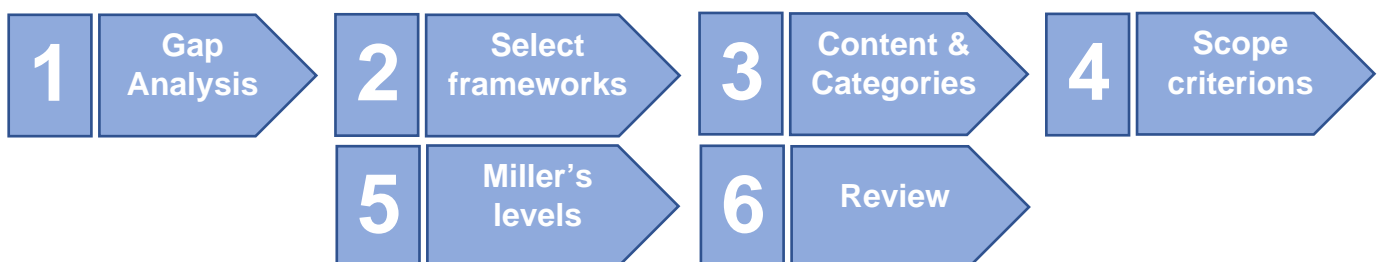 1
Gap
Analysis
2
Select
frameworks
3
Content &
Categories
4
Scope
criterions
5
Miller’s
levels
6
Review